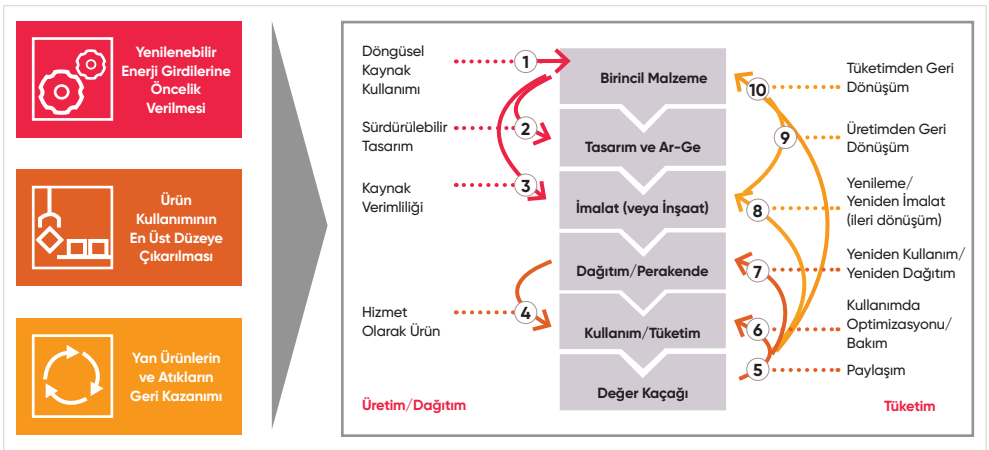 Yenilenebilir
Enerji Girdilerine
Öncelik
Verilmesi
Ürün
Kullanımının
En Üst Düzeye
Çıkarılması
Yan Ürünlerin
ve Atıkların
Geri Kazanımı
Döngüsel
Kaynak
Kullanımı
1
Sürdürülebilir
Tasarım
2
Kaynak
Verimliliği
3
Hizmet
Olarak Ürün
4
Üretim/Dağıtım
Birincil Malzeme
Tasarım ve Ar-Ge
İmalat (veya İnşaat)
Dağıtım/Perakende
Kullanım/Tüketim
Değer Kaçağı
10
Tüketimden Geri
Dönüşüm
9
Üretimden Geri
Dönüşüm
8
Yenileme/
Yeniden İmalat
(ileri dönüşüm)
7
Yeniden Kullanım/
Yeniden Dağıtım
6
Kullanımda
Optimizasyonu/
Bakım
5
Paylaşım
Tüketim